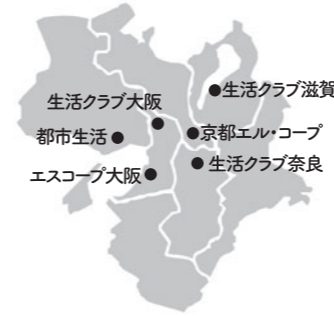 生活クラブ滋賀
生活クラブ大阪
都市生活
京都エル・コープ
エスコープ大阪
生活クラブ奈良